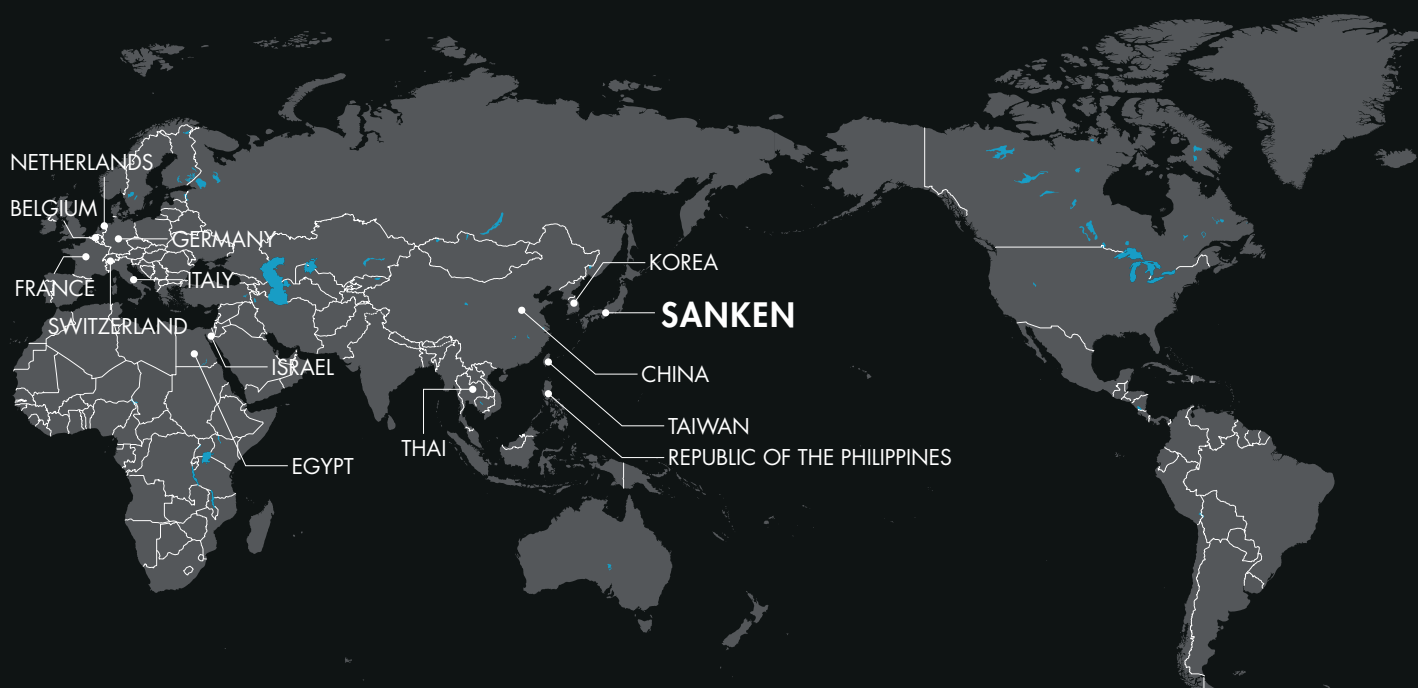 NETHERLANDS
BELGIUM
GERMANY
FRANCE
ITALY
SWITZERLAND
ISRAEL
EGYPT
KOREA
SANKEN
CHINA
TAIWAN
THAI
REPUBLIC OF THE PHILIPPINES